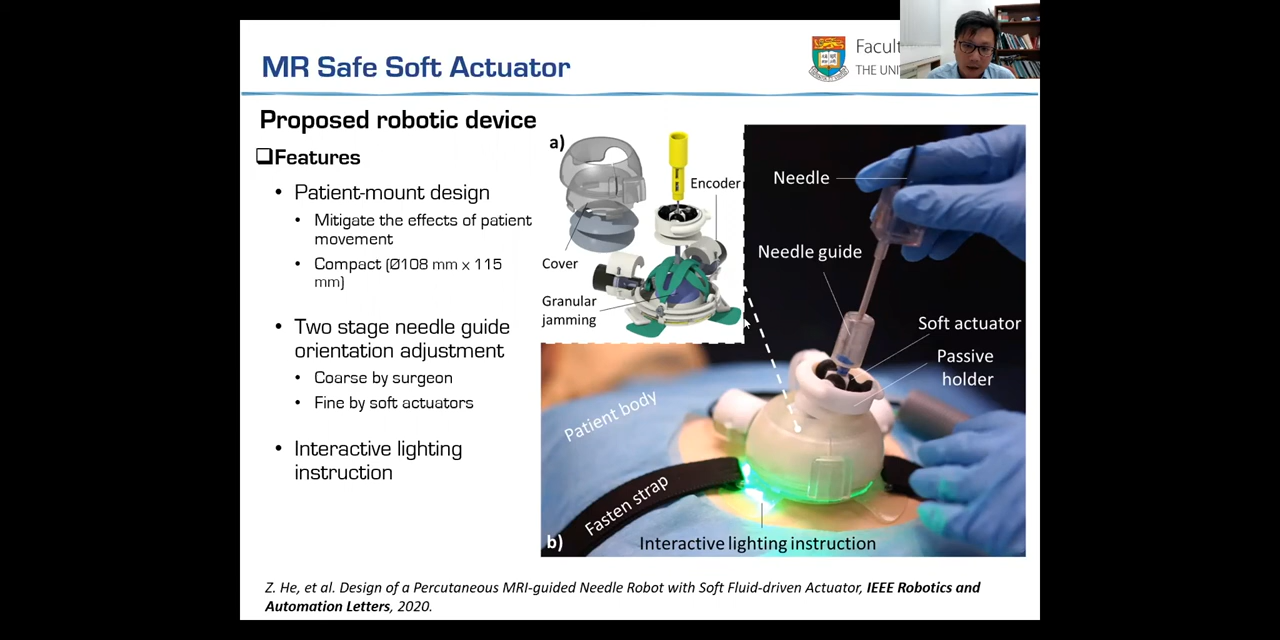 MR Safe Soft Actuator
Facul
THE UNI
Proposed robotic device
Features
• Patient-mount design
• Mitigate the effects of patient
movement
• Compact (Ø108 mm x 115
mm)
• Two stage needle guide
orientation adjustment
• Coarse by surgeon
• Fine by soft actuators
• Interactive lighting
instruction
a)
Encoder
Cover
Granular
jamming
Needle
Needle guide
Soft actuator
Passive
holder
Patient body
Fasten strap
b)
Interactive lighting instruction
Z. He, et al. Design of a Percutaneous MRI-guided Needle Robot with Soft Fluid-driven Actuator, IEEE Robotics and
Automation Letters, 2020.